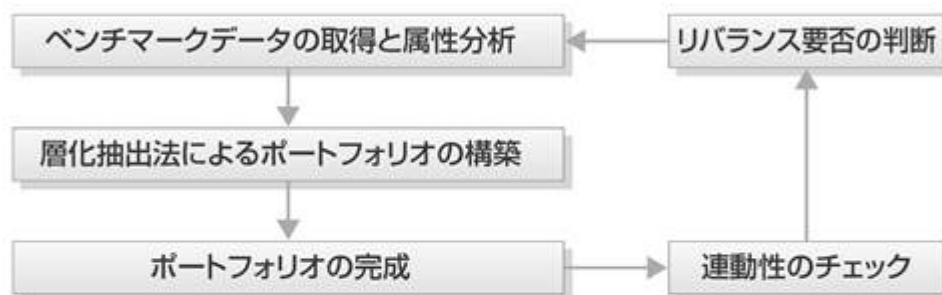 ベンチマークデータの取得と属性分析
リバランス要否の判断
層化抽出法によるポートフォリオの構築
ポートフォリオの完成
連動性のチェック